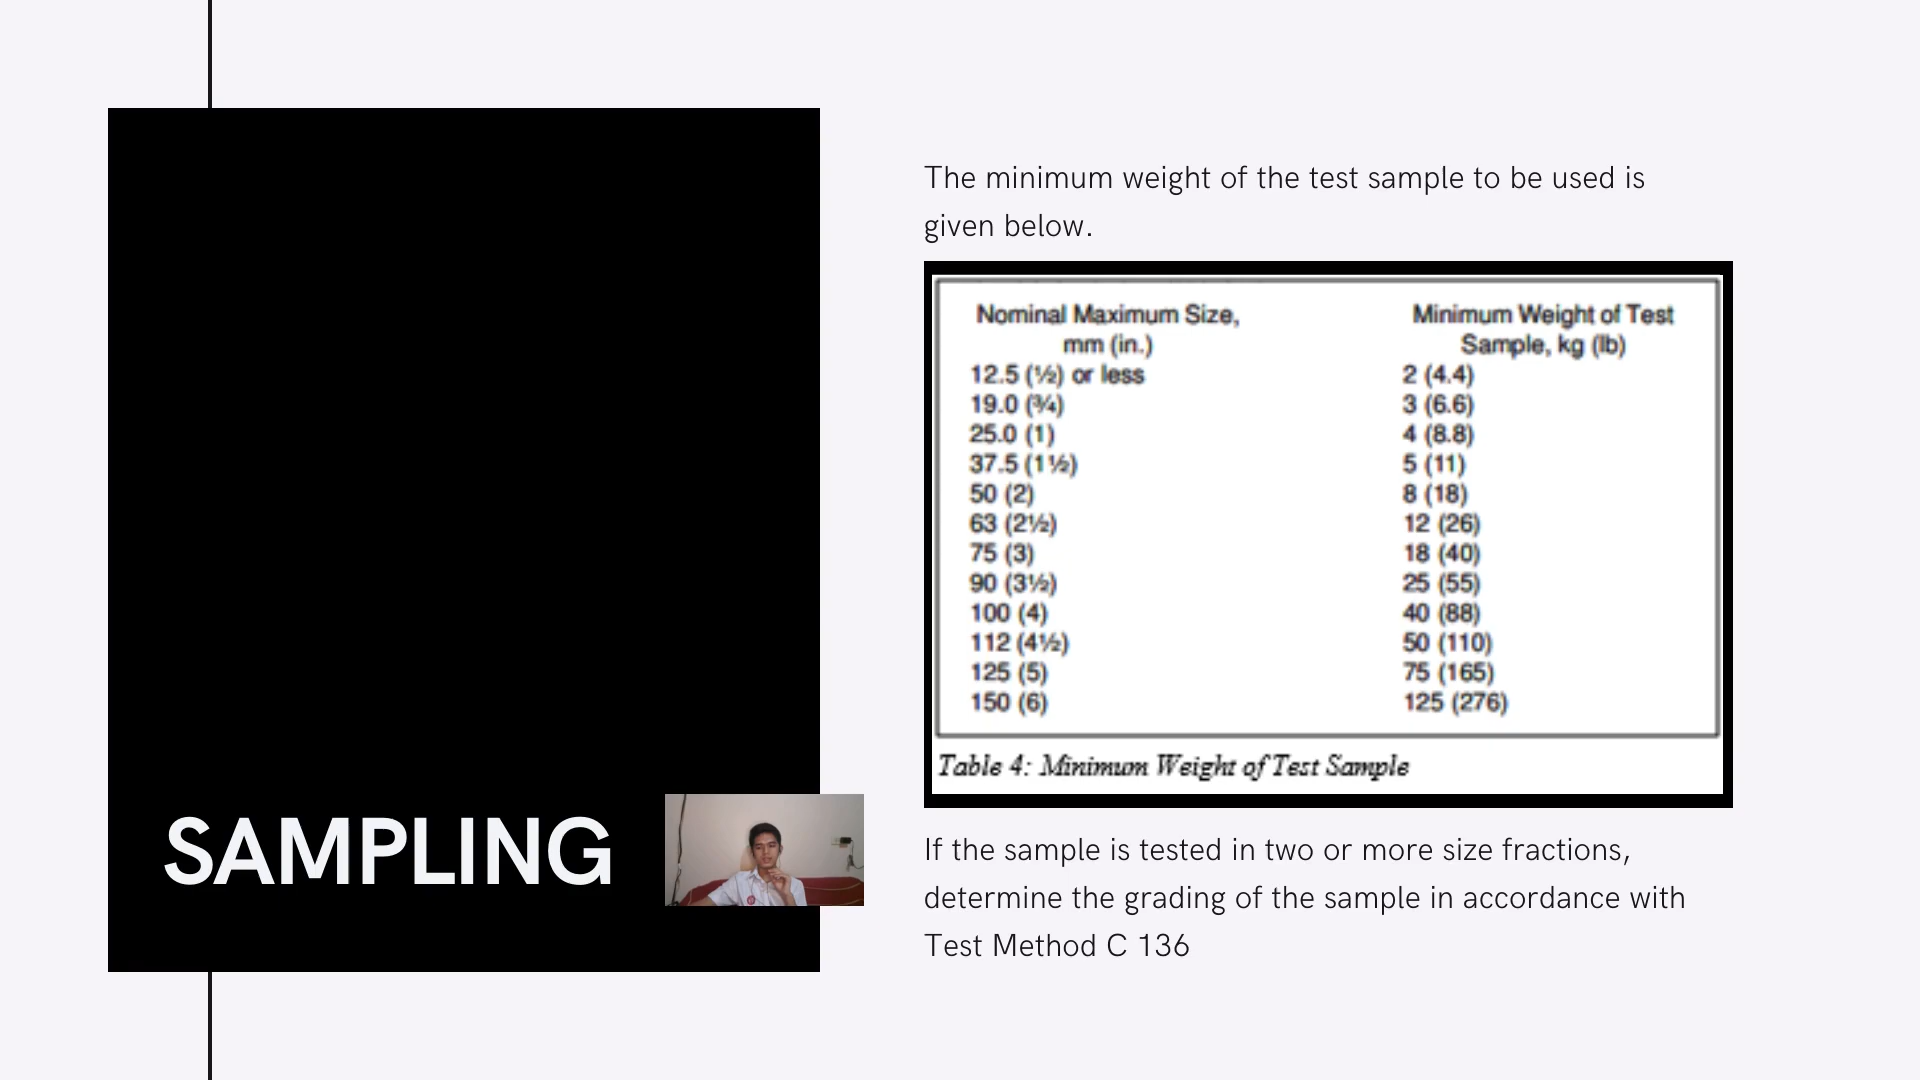 SAMPLING
The minimum weight of the test sample to be used is
given below.
Nominal Maximum Size, Minimum Weight of Test
mm (in.) Sample, kg (lb)
12.5 (½) or less 2 (4.4)
19.0 (¾) 3 (6.6)
25.0 (1) 4 (8.8)
37.5 (1½) 5 (11)
50 (2) 8 (18)
63 (2½) 12 (26)
75 (3) 18 (40)
90 (3½) 25 (55)
100 (4) 40 (88)
112 (4½) 50 (110)
125 (5) 75 (165)
150 (6) 125 (276)
Table 4: Minimum Weight of Test Sample
If the sample is tested in two or more size fractions,
determine the grading of the sample in accordance with
Test Method C 136